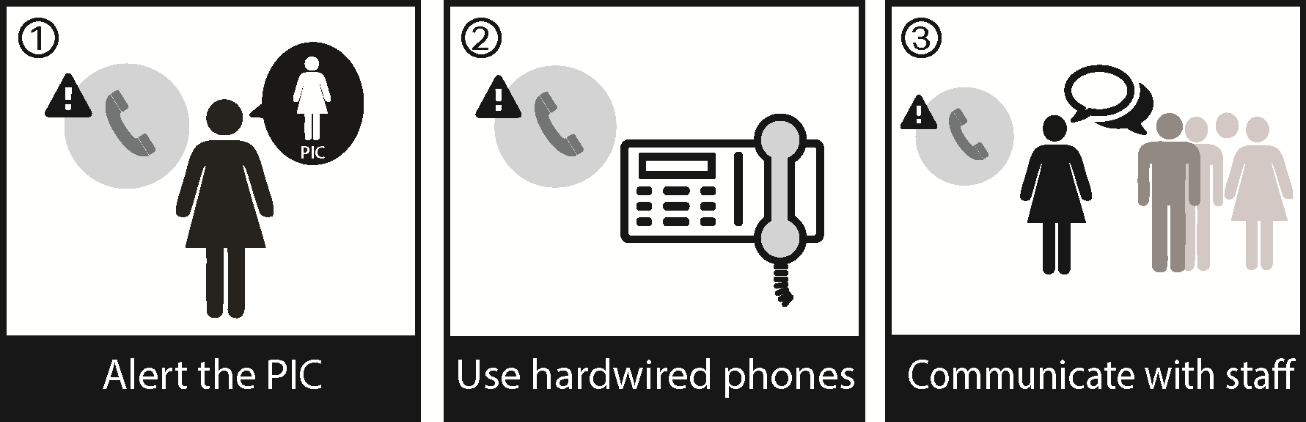 ①
PIC
Alert the PIC
②
Use hardwired phones
③
Communicate with staff